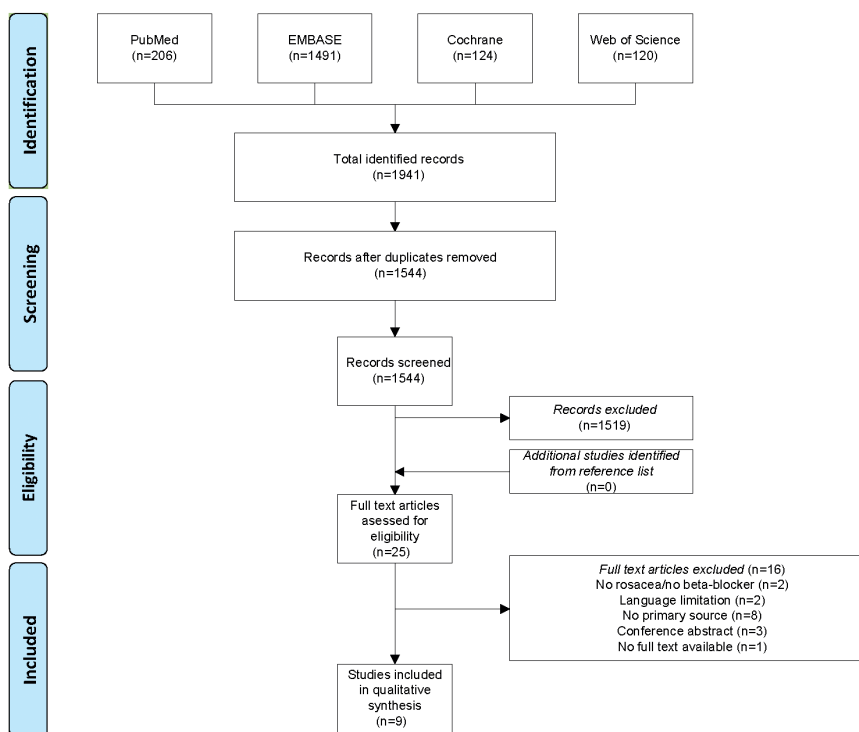 Identification
PubMed
(n=206)
EMBASE
(n=1491)
Cochrane
(n=124)
Web of Science
(n=120)
Total identified records
(n=1941)
Screening
Records after duplicates removed
(n=1544)
Records screened
(n=1544)
Eligibility
Records excluded
(n=1519)
Additional studies identified
from reference list
(n=0)
Full text articles
asessed for
eligibility
(n=25)
Included
Full text articles excluded (n=16)
No rosacea/no beta-blocker (n=2)
Language limitation (n=2)
No primary source (n=8)
Conference abstract (n=3)
No full text available (n=1)
Studies included
in qualitative
synthesis
(n=9)